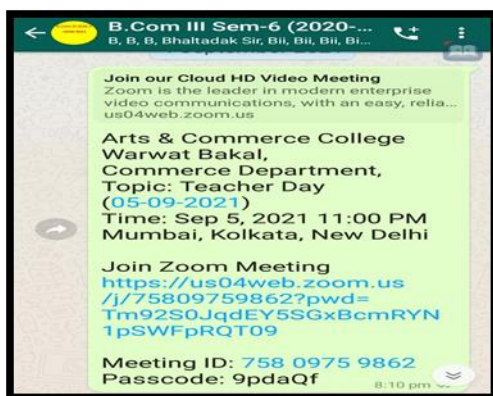 B.Com III Sem-6 (2020-...
B, B, B, Bhaltadak Sir, Bii, Bii, Bii, Bi...
Join our Cloud HD Video Meeting
Zoom is the leader in modern enterprise
video communications, with an easy, relia...
us04web.zoom.us
Arts & Commerce College
Warwat Bakal,
Commerce Department,
Topic: Teacher Day
(05-09-2021)
Time: Sep 5, 2021 11:00 PM
Mumbai, Kolkata, New Delhi
Join Zoom Meeting
https://us04web.zoom.us
/j/75809759862?pwd=
Tm92S0JqdEY5SGxBcmRYN
1pSWFpRQT09
Meeting ID: 758 0975 9862
Passcode: 9pdaQf
8:10 pm